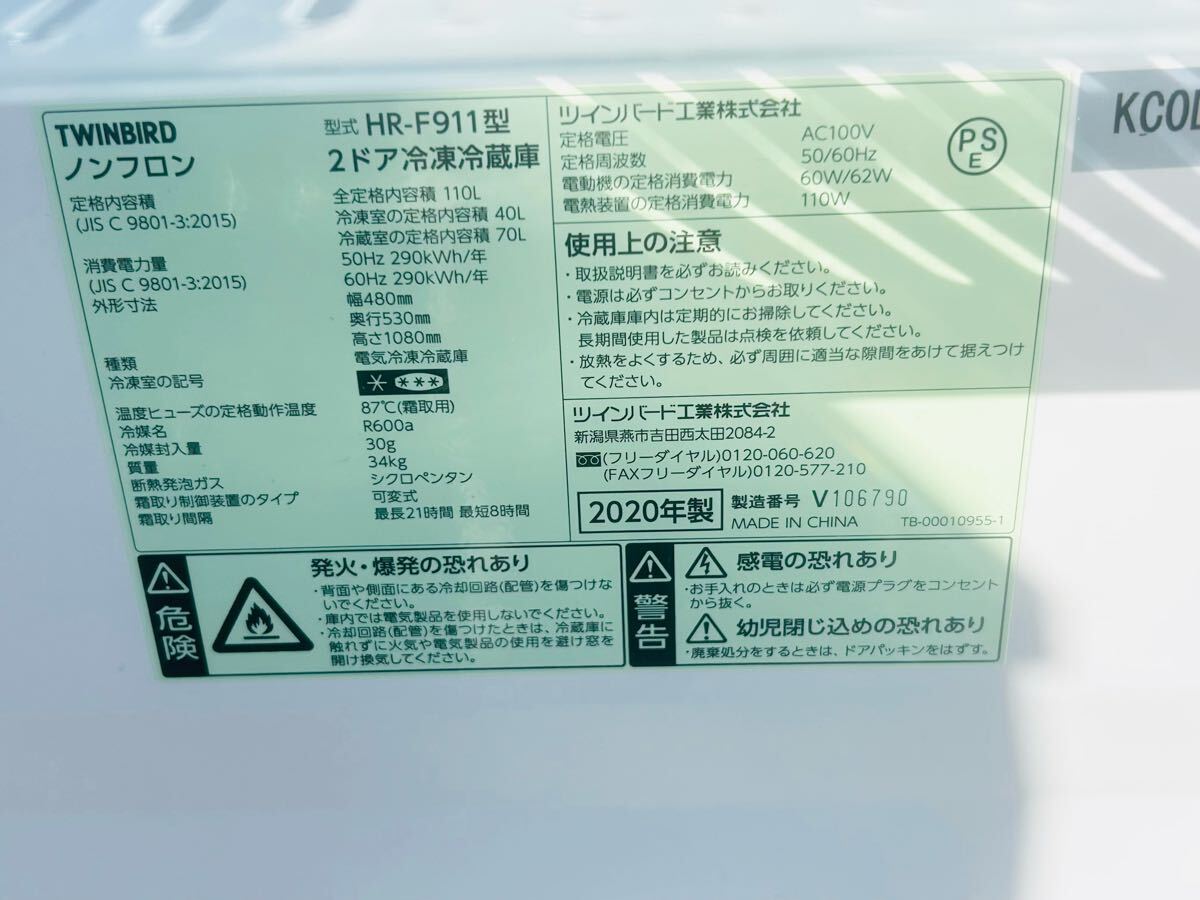 TWINBIRD
ノンフロン
型式 HR-F911型
2ドア冷凍冷蔵庫
定格内容積
(JIS C 9801-3:2015)
全定格内容積 110L
冷凍室の定格内容積 40L
冷蔵室の定格内容積 70L
消費電力量
(JIS C 9801-3:2015)
50Hz 290kWh/年
60Hz 290kWh/年
外形寸法
幅480mm
奥行530mm
高さ1080mm
種類
電気冷凍冷蔵庫
冷凍室の記号
温度ヒューズの定格動作温度 87℃(霜取用)
冷媒名 R600a
冷媒封入量 30g
質量 34kg
断熱発泡ガス シクロペンタン
霜取り制御装置のタイプ 可変式
霜取り間隔 最長21時間 最短8時間
ツインバード工業株式会社
定格電圧 AC100V
定格周波数 50/60Hz
電動機の定格消費電力 60W/62W
電熱装置の定格消費電力 110W
PS
E
使用上の注意
・取扱説明書を必ずお読みください。
・電源は必ずコンセントからお取りください。
・冷蔵庫庫内は定期的にお掃除してください。
長期間使用した製品は点検を依頼してください。
・放熱をよくするため、必ず周囲に適当な隙間をあけて据えつけ
てください。
ツインバード工業株式会社
新潟県燕市吉田西太田2084-2
(フリーダイヤル)0120-060-620
(FAXフリーダイヤル)0120-577-210
2020年製
製造番号 V106790
MADE IN CHINA
TB-00010955-1
危険
発火・爆発の恐れあり
・背面や側面にある冷却回路(配管)を傷つけな
いでください。
・庫内では電気製品を使用しないでください。
・冷却回路(配管)を傷つけたときは、冷蔵庫に
触れずに火気や電気製品の使用を避け窓を
開け換気してください。
警告
感電の恐れあり
・お手入れのときは必ず電源プラグをコンセント
から抜く。
幼児閉じ込めの恐れあり
・廃棄処分をするときは、ドアパッキンをはずす。